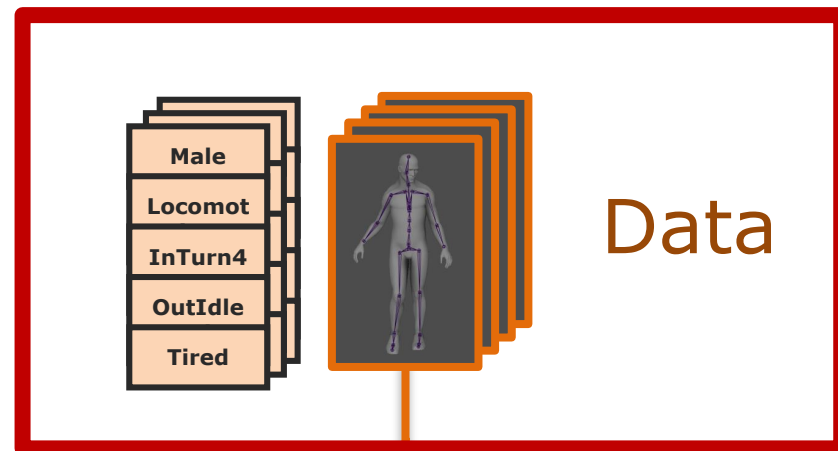 Male
Locomot
InTurn4
OutIdle
Tired
Data